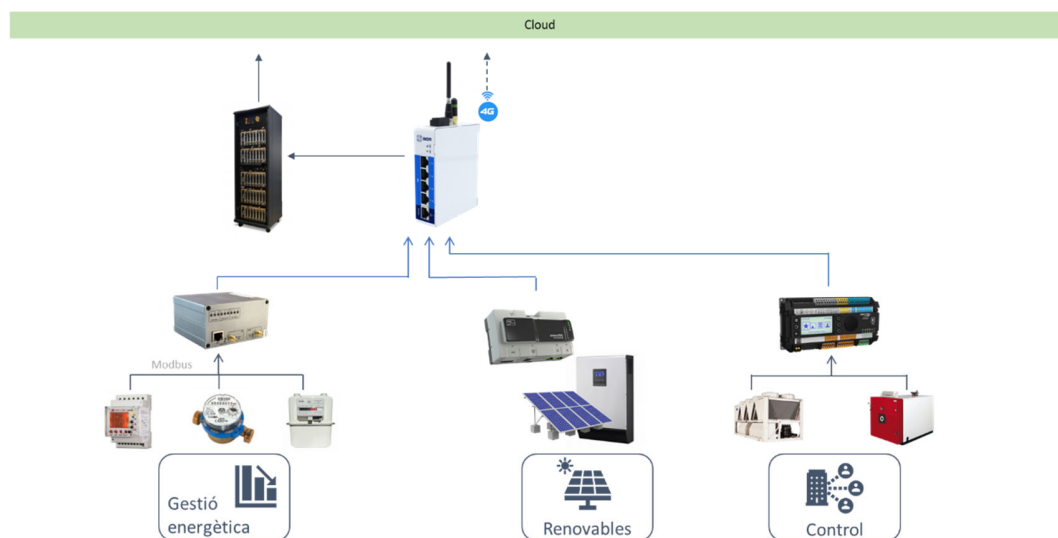 Cloud
4G
Modbus
Gestió
energètica
Renovables
Control